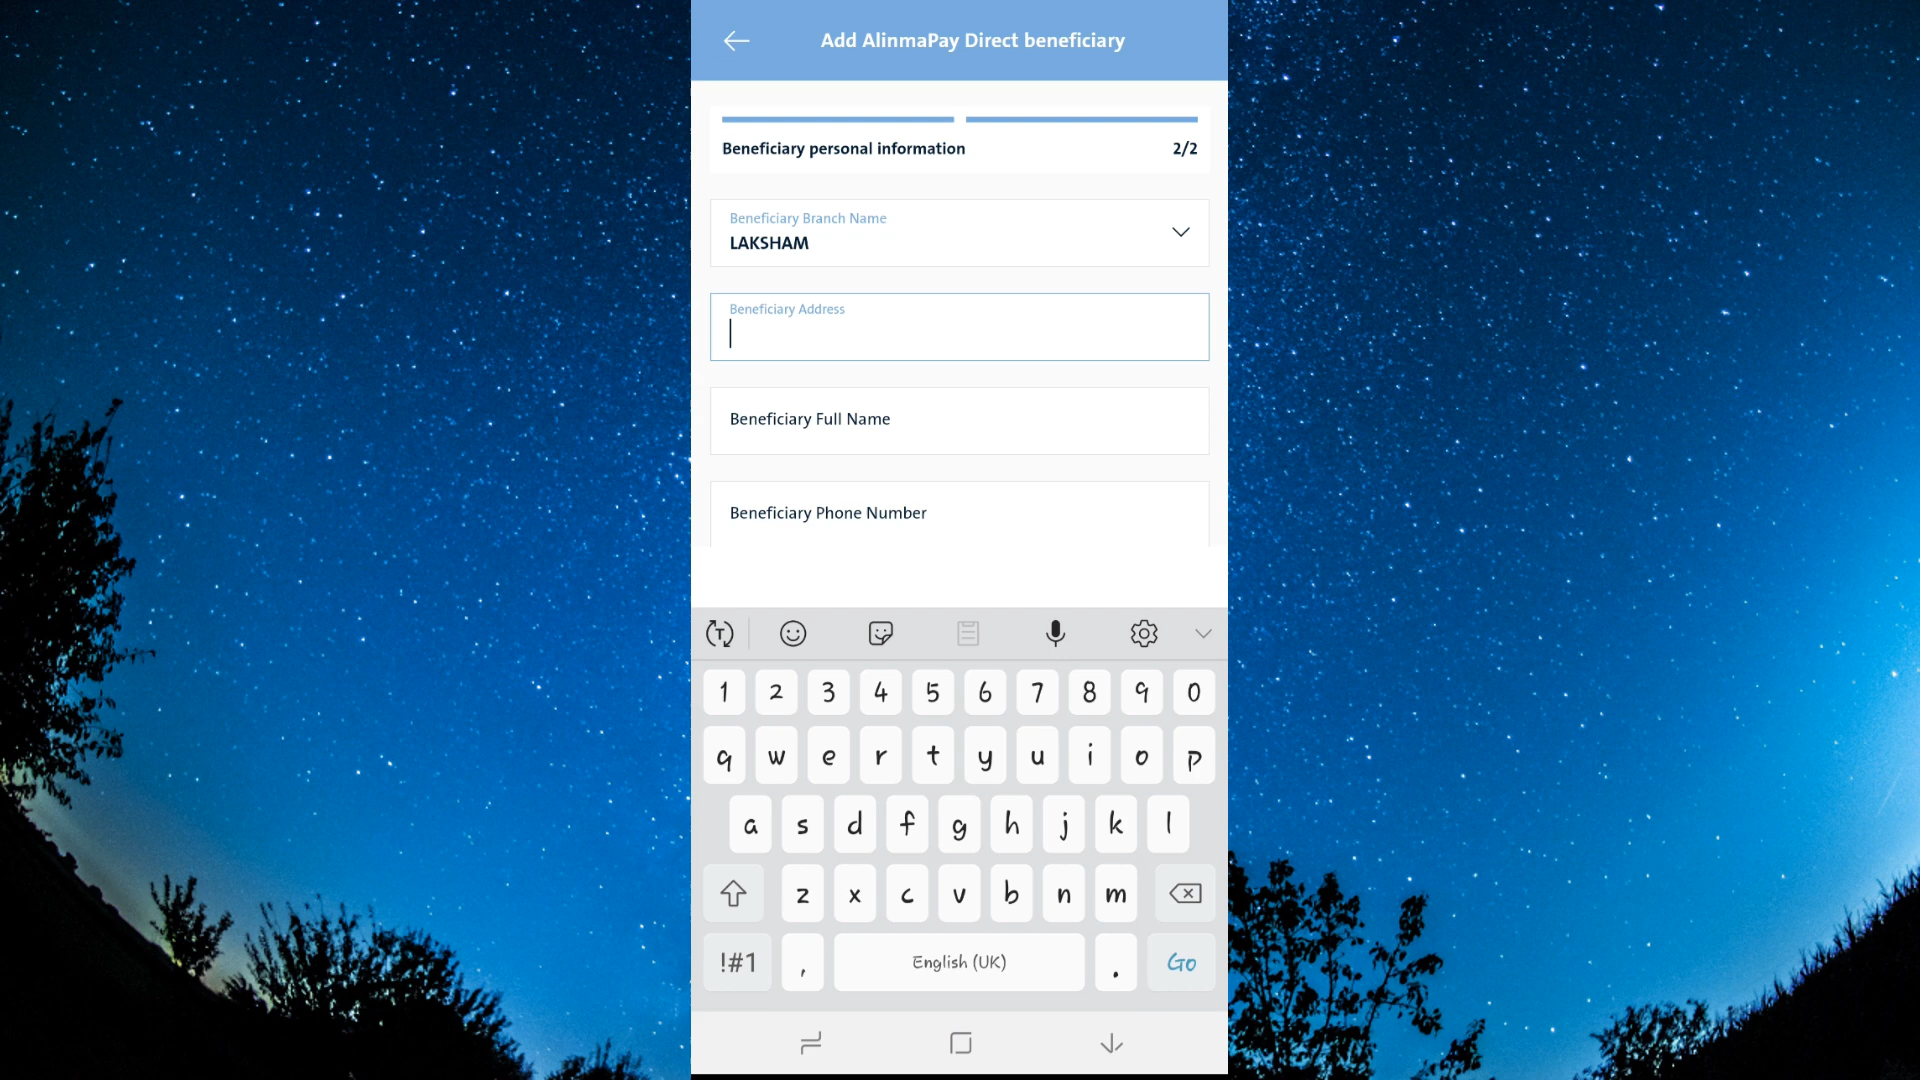 Add AlinmaPay Direct beneficiary
Beneficiary personal information 2/2
Beneficiary Branch Name
LAKSHAM
Beneficiary Address
Beneficiary Full Name
Beneficiary Phone Number
T
1 2 3 4 5 6 7 8 9 0
q w e r t y u i o p
a s d f g h j k l
z x c v b n m
!#1 , English (UK) . Go